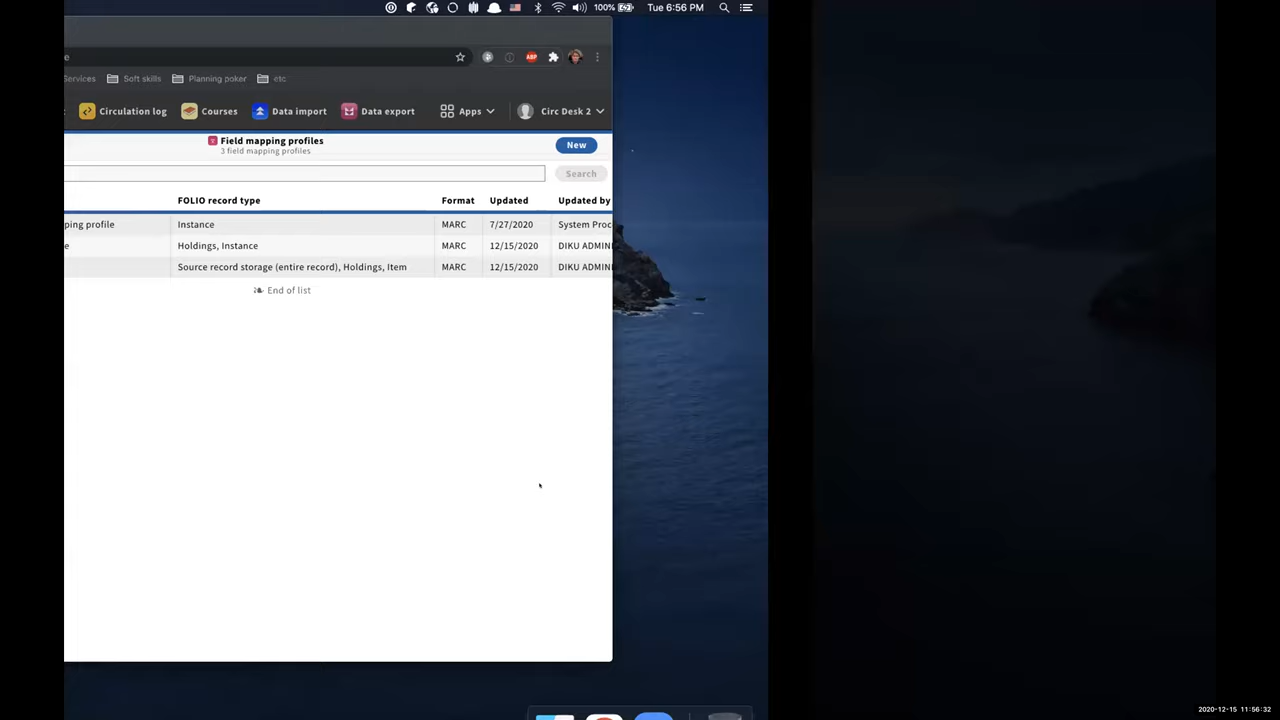 100% Tue 6:56 PM
e
Services Soft skills Planning poker etc
ABP
Circulation log Courses Data import Data export Apps Circ Desk 2
Field mapping profiles
3 field mapping profiles
New
Search
FOLIO record type Format Updated Updated by
ping profile Instance MARC 7/27/2020 System Proc
e Holdings, Instance MARC 12/15/2020 DIKU ADMIN
Source record storage (entire record), Holdings, Item MARC 12/15/2020 DIKU ADMIN
End of list
2020-12-15 11:56:32